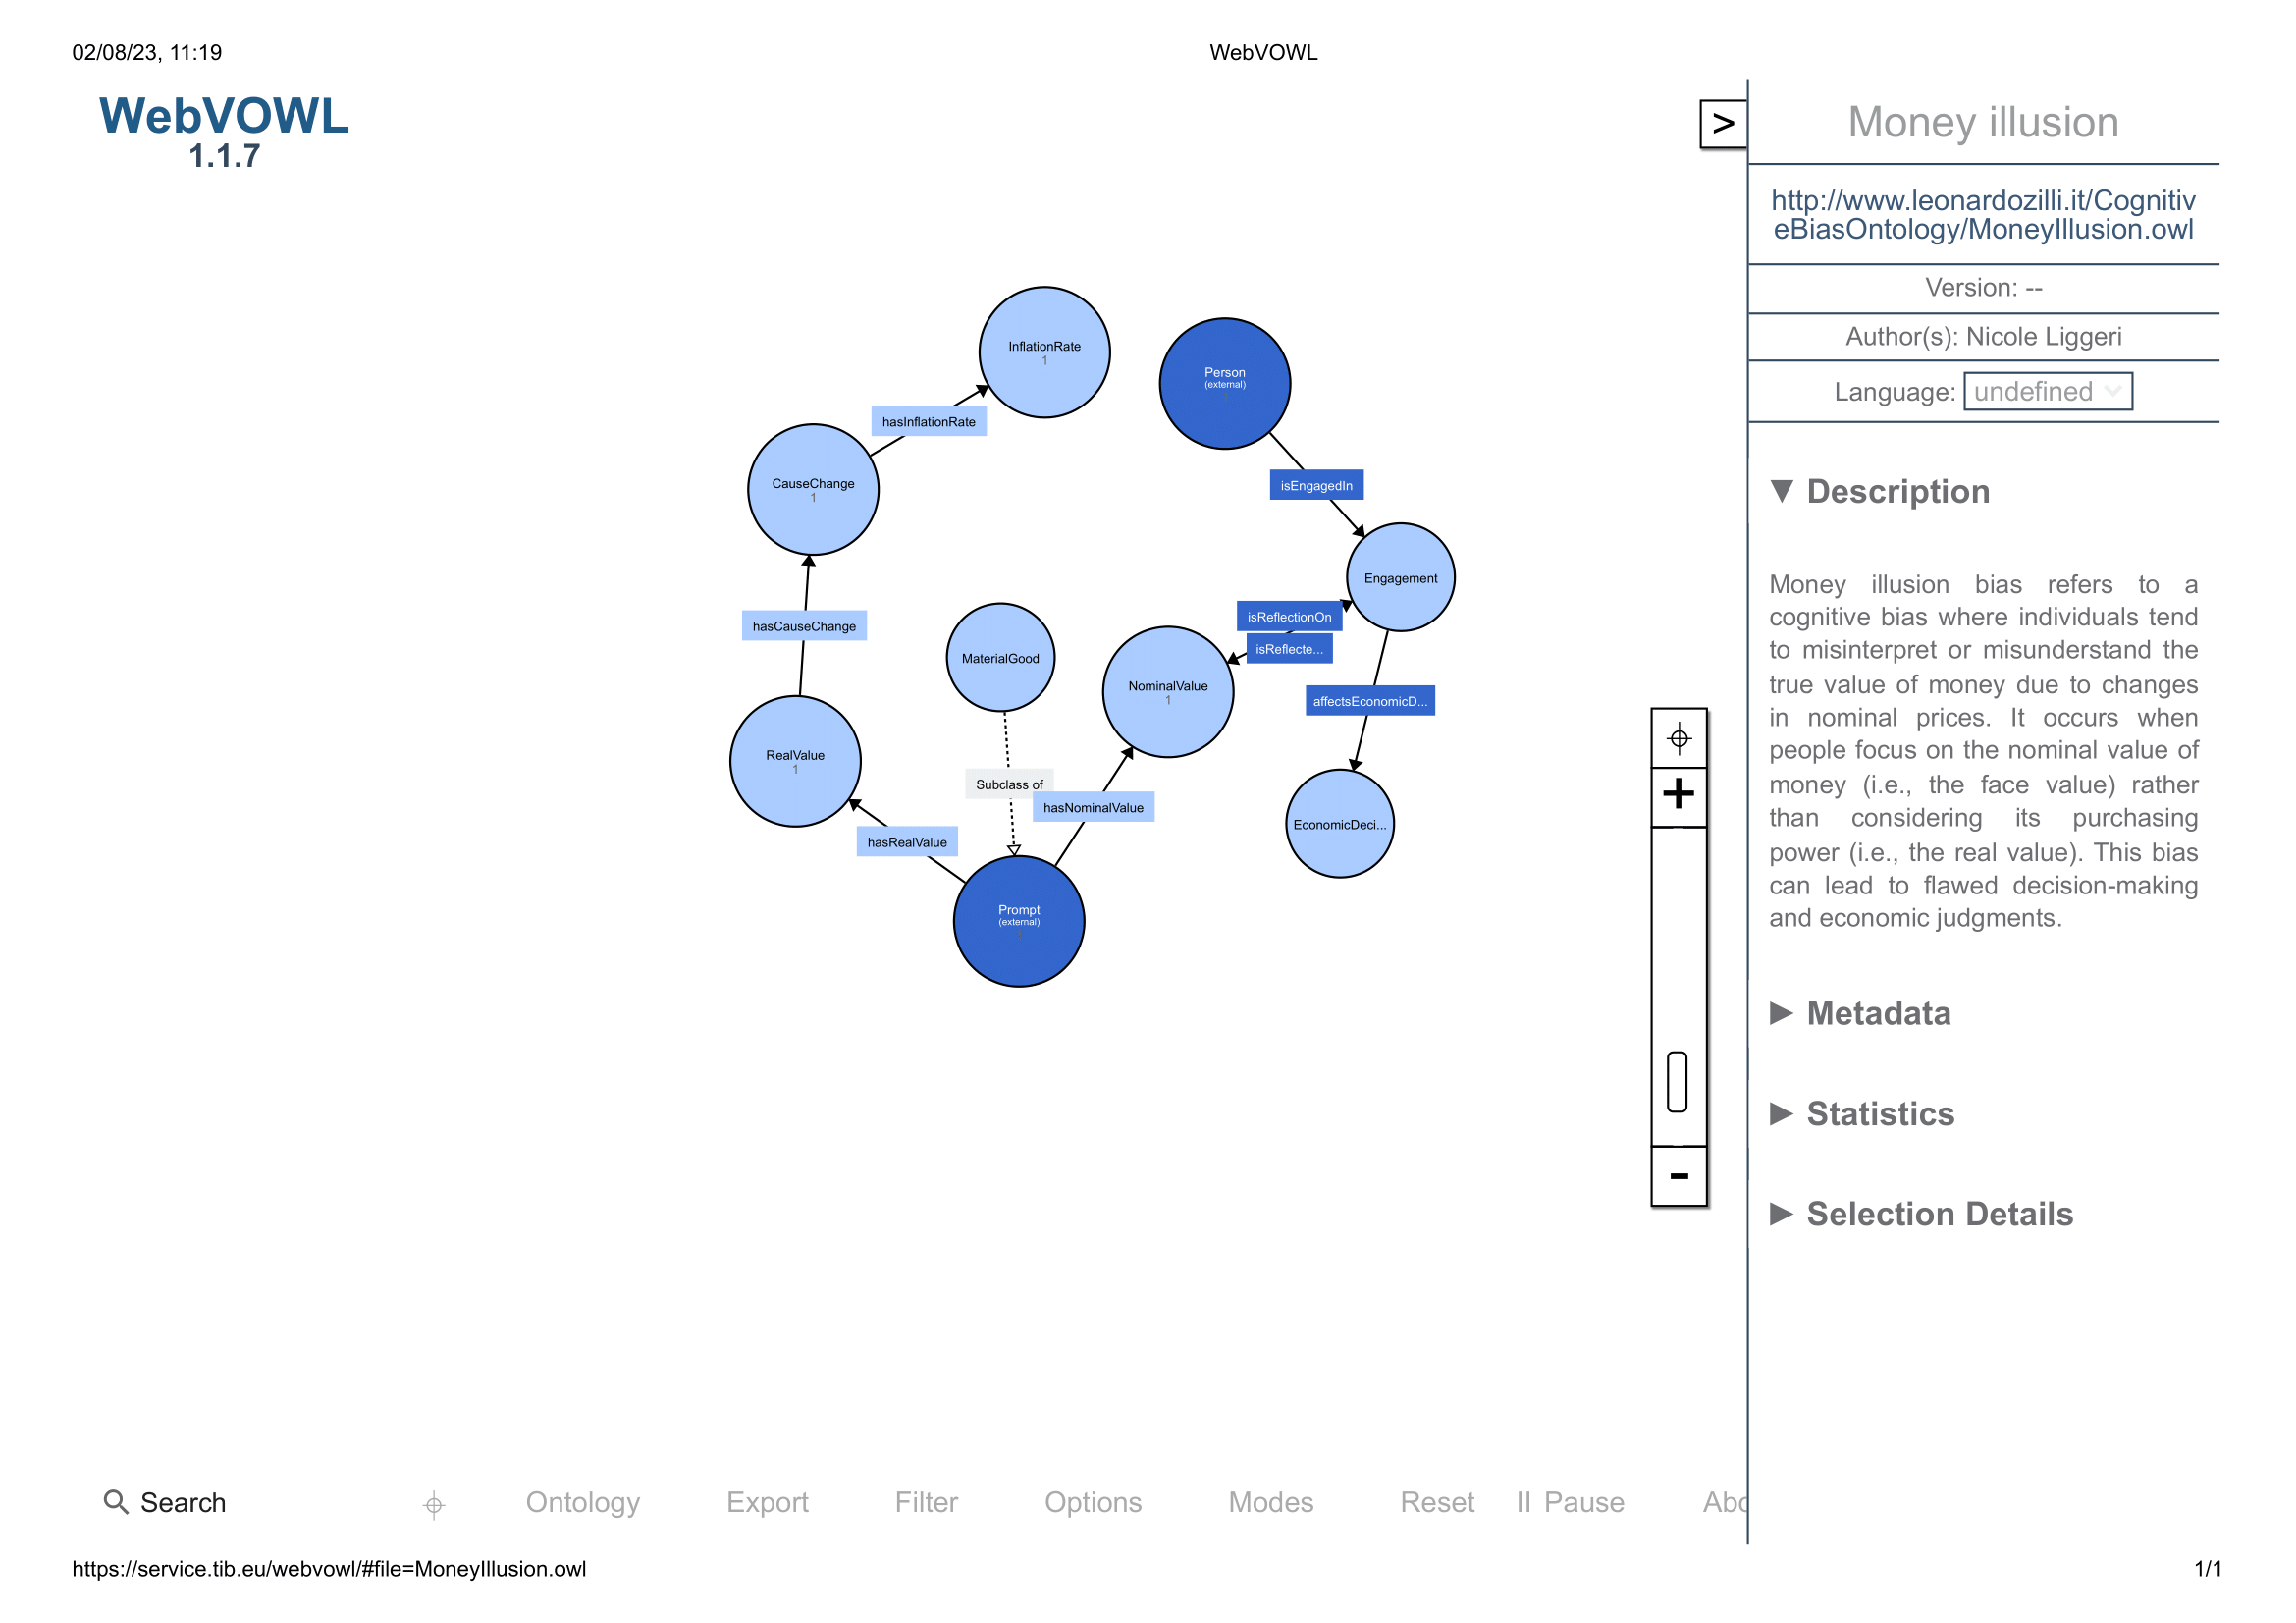 02/08/23, 11:19
WebVOWL
WebVOWL
1.1.7
>
Money illusion
http://www.leonardozilli.it/Cognitiv
eBiasOntology/MoneyIllusion.owl
Version: --
Author(s): Nicole Liggeri
Language: undefined
▼ Description
Money illusion bias refers to a
cognitive bias where individuals tend
to misinterpret or misunderstand the
true value of money due to changes
in nominal prices. It occurs when
people focus on the nominal value of
money (i.e., the face value) rather
than considering its purchasing
power (i.e., the real value). This bias
can lead to flawed decision-making
and economic judgments.
► Metadata
► Statistics
► Selection Details
InflationRate
1
Person
(external)
1
hasInflationRate
CauseChange
1
isEngagedIn
Engagement
hasCauseChange
isReflectionOn
isReflecte...
MaterialGood
NominalValue
1
affectsEconomicD...
RealValue
1
Subclass of
hasNominalValue
EconomicDeci...
hasRealValue
Prompt
(external)
1
+
-
Search
Ontology
Export
Filter
Options
Modes
Reset
II Pause
Abo
https://service.tib.eu/webvowl/#file=MoneyIllusion.owl
1/1